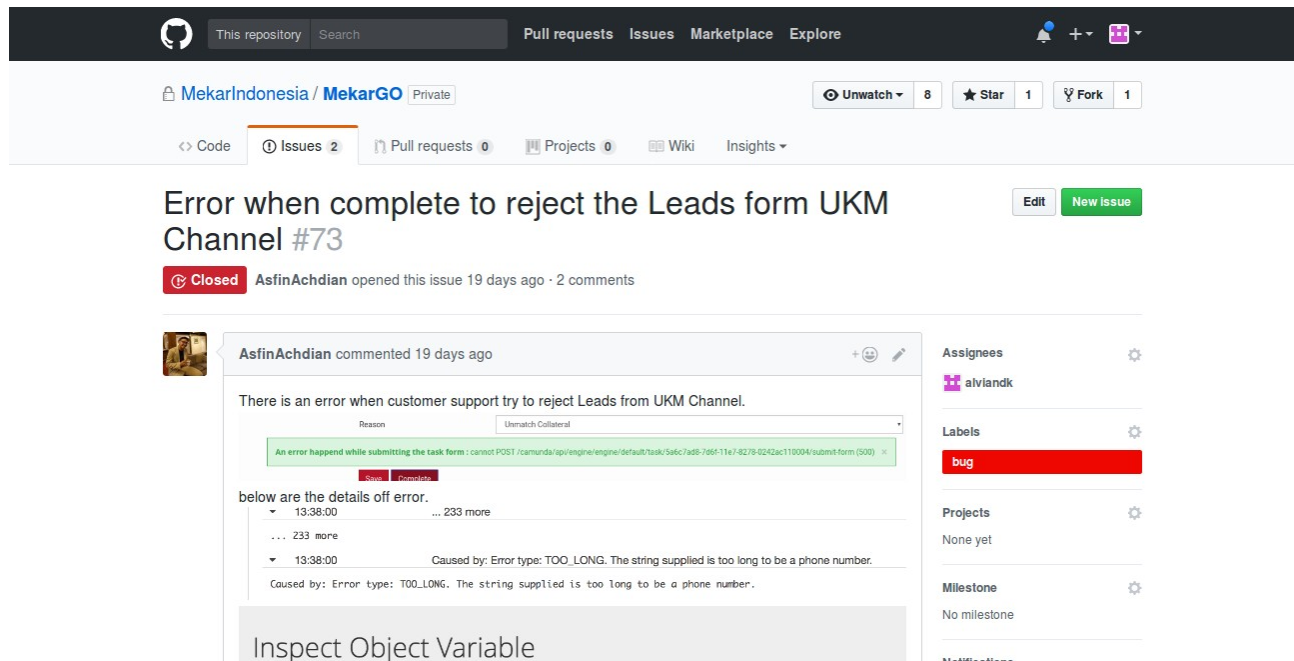 This repository Search Pull requests Issues Marketplace Explore
MekarIndonesia / MekarGO Private Unwatch 8 Star 1 Fork 1
<> Code Issues 2 Pull requests 0 Projects 0 Wiki Insights
Error when complete to reject the Leads form UKM
Channel #73
Edit New issue
Closed AsfinAchdian opened this issue 19 days ago · 2 comments
AsfinAchdian commented 19 days ago
There is an error when customer support try to reject Leads from UKM Channel.
Reason Unmatch Collateral
An error happend while submitting the task form : cannot POST /camunda/api/engine/engine/default/task/5a6c7ad8-7d6f-11e7-8278-0242ac110004/submit-form (500) ×
Save Complete
below are the details off error.
13:38:00 ... 233 more
... 233 more
13:38:00 Caused by: Error type: TOO_LONG. The string supplied is too long to be a phone number.
Caused by: Error type: TOO_LONG. The string supplied is too long to be a phone number.
Inspect Object Variable
Assignees
alviandk
Labels
bug
Projects
None yet
Milestone
No milestone
Notifications